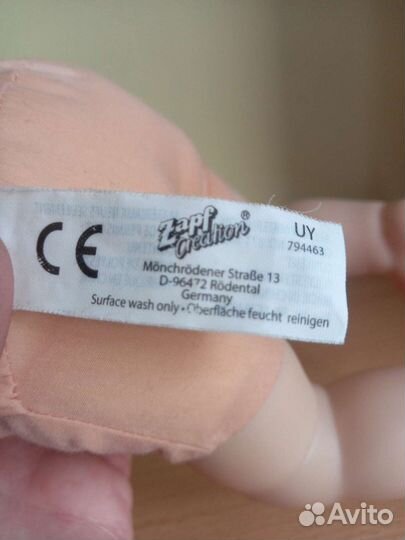 CE
Zapf Creation®
UY
794463
Mönchrödener Straße 13
D-96472 Rödental
Germany
Surface wash only • Oberfläche feucht reinigen
Avito